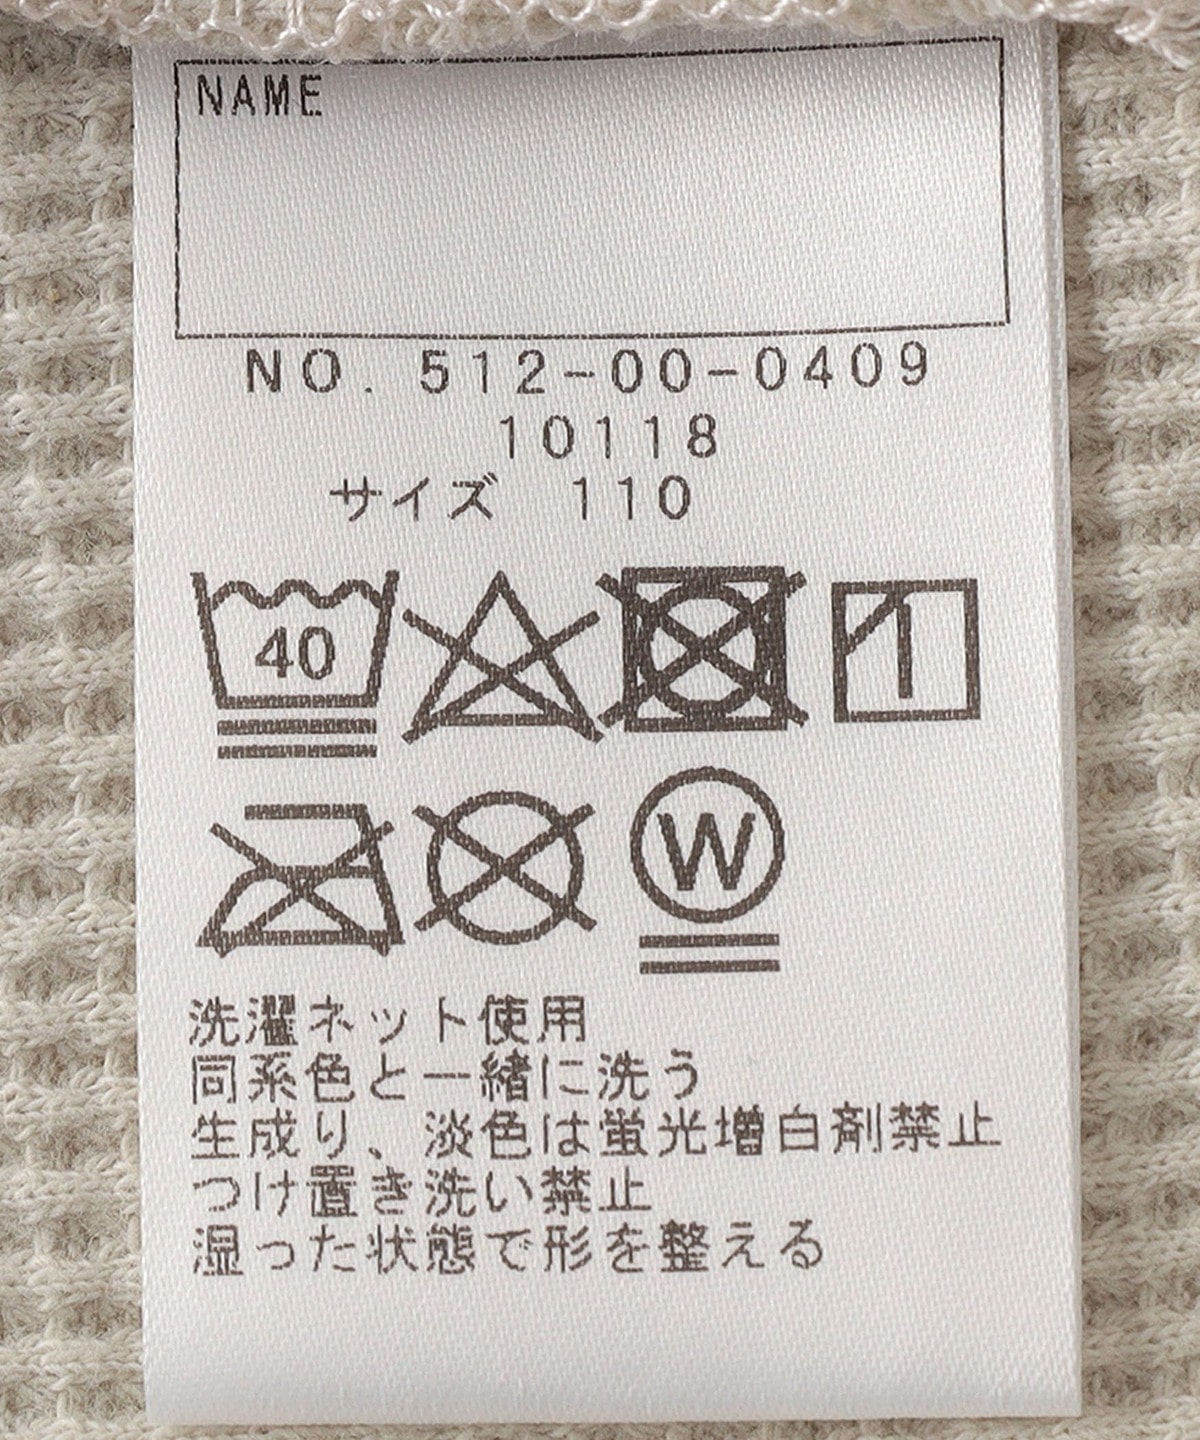 NAME
NO. 512-00-0409
10118
サイズ 110
40
W
洗濯ネット使用
同系色と一緒に洗う
生成り、淡色は蛍光増白剤禁止
つけ置き洗い禁止
湿った状態で形を整える